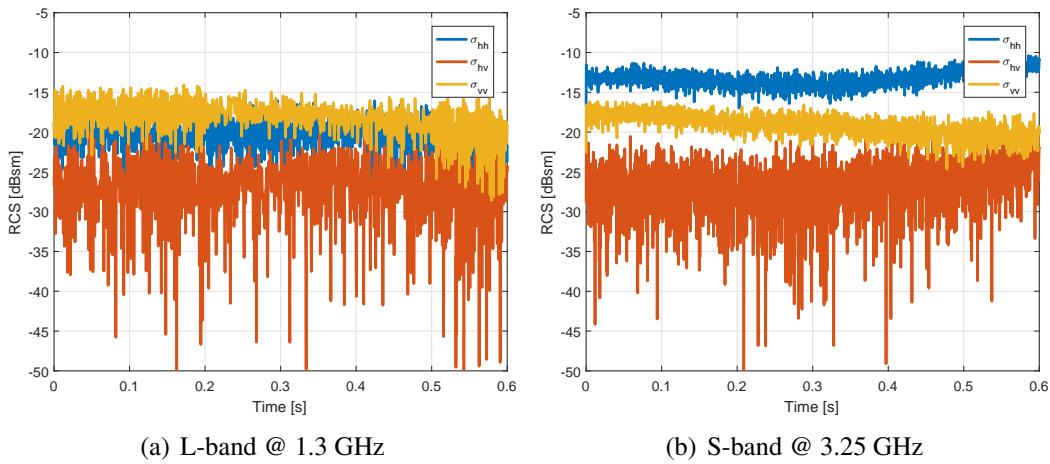 -5
-10
-15
-20
-25
-30
-35
-40
-45
-50
RCS [dBsm]
0 0.1 0.2 0.3 0.4 0.5 0.6
Time [s]
σhh
σhv
σvv
(a) L-band @ 1.3 GHz
-5
-10
-15
-20
-25
-30
-35
-40
-45
-50
RCS [dBsm]
0 0.1 0.2 0.3 0.4 0.5 0.6
Time [s]
σhh
σhv
σvv
(b) S-band @ 3.25 GHz